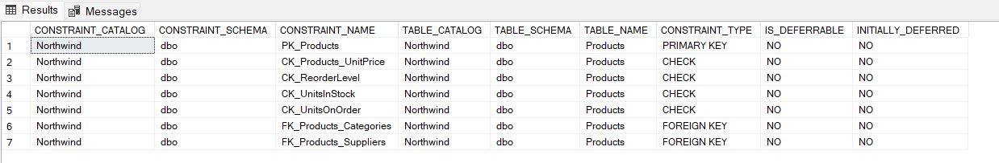 Results Messages
CONSTRAINT_CATALOG CONSTRAINT_SCHEMA CONSTRAINT_NAME TABLE_CATALOG TABLE_SCHEMA TABLE_NAME CONSTRAINT_TYPE IS_DEFERRABLE INITIALLY_DEFERRED
1 Northwind dbo PK_Products Northwind dbo Products PRIMARY KEY NO NO
2 Northwind dbo CK_Products_UnitPrice Northwind dbo Products CHECK NO NO
3 Northwind dbo CK_ReorderLevel Northwind dbo Products CHECK NO NO
4 Northwind dbo CK_UnitsInStock Northwind dbo Products CHECK NO NO
5 Northwind dbo CK_UnitsOnOrder Northwind dbo Products CHECK NO NO
6 Northwind dbo FK_Products_Categories Northwind dbo Products FOREIGN KEY NO NO
7 Northwind dbo FK_Products_Suppliers Northwind dbo Products FOREIGN KEY NO NO